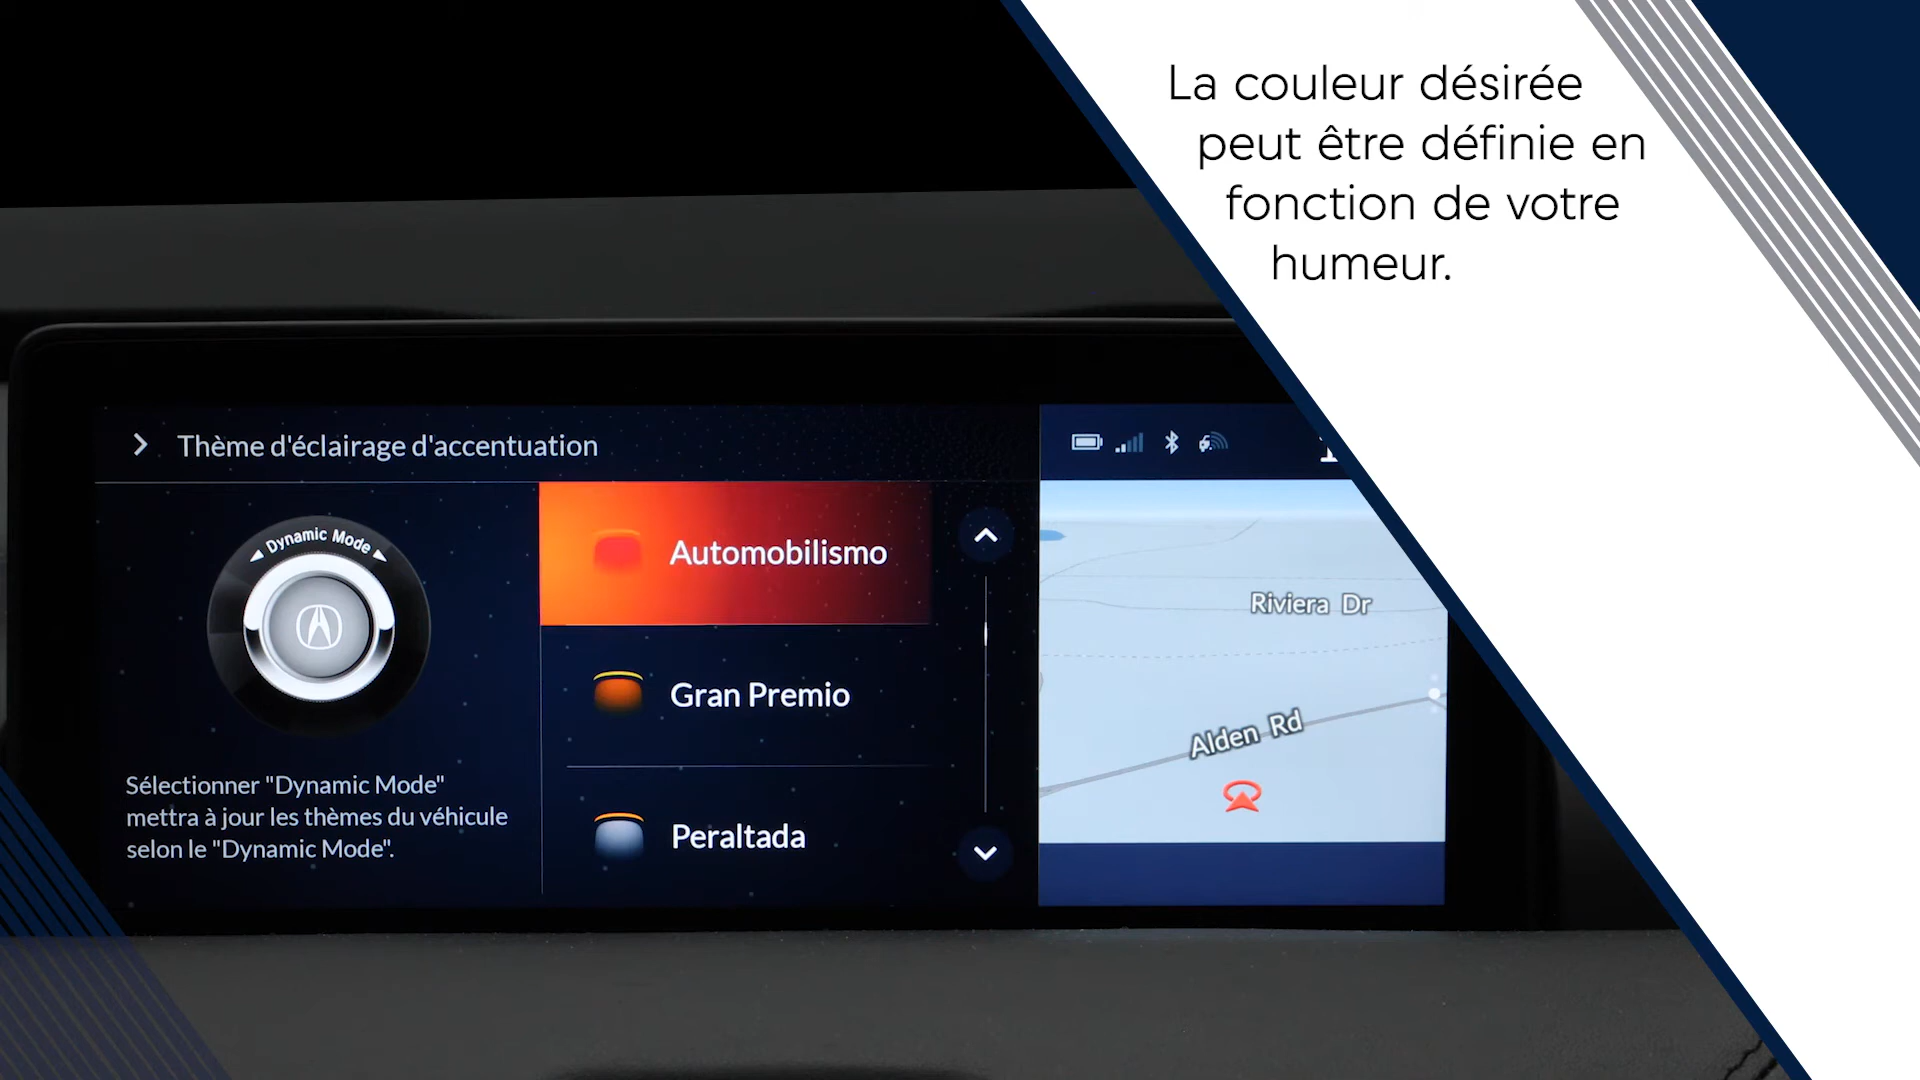 La couleur désirée
peut être définie en
fonction de votre
humeur.
Thème d'éclairage d'accentuation
Dynamic Mode
Sélectionner "Dynamic Mode"
mettra à jour les thèmes du véhicule
selon le "Dynamic Mode".
Automobilismo
Gran Premio
Peraltada
Riviera Dr
Alden Rd